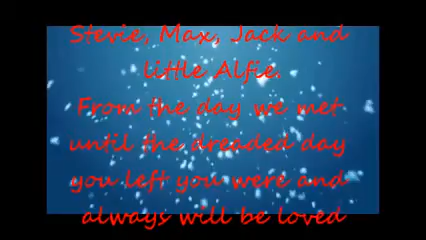 Stevie, Max, Jack and
little Alfie.
From the day we met
until the dreaded day
you left you were and
always will be loved